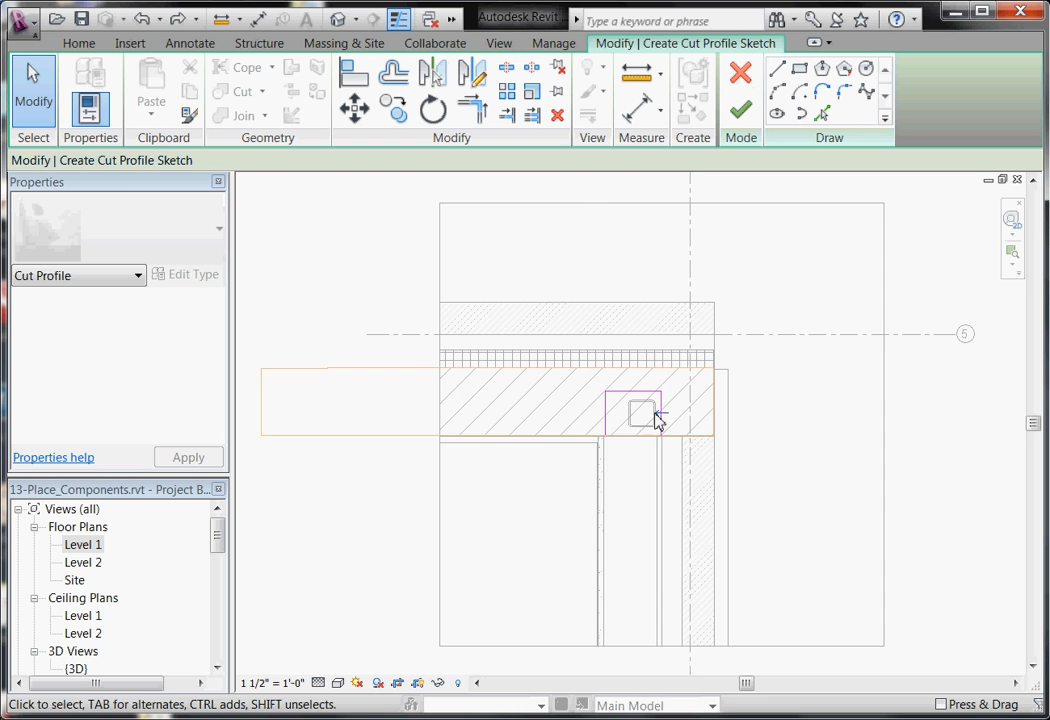 Autodesk Revit ...
Type a keyword or phrase
Home Insert Annotate Structure Massing & Site Collaborate View Manage Modify | Create Cut Profile Sketch
Modify
Paste
Cope
Cut
Join
Select Properties Clipboard Geometry Modify View Measure Create Mode Draw
Modify | Create Cut Profile Sketch
Properties
Cut Profile Edit Type
Properties help Apply
13-Place_Components.rvt - Project B...
Views (all)
Floor Plans
Level 1
Level 2
Site
Ceiling Plans
Level 1
Level 2
3D Views
{3D}
5
2D
1 1/2" = 1'-0"
Click to select, TAB for alternates, CTRL adds, SHIFT unselects.
Main Model
Press & Drag